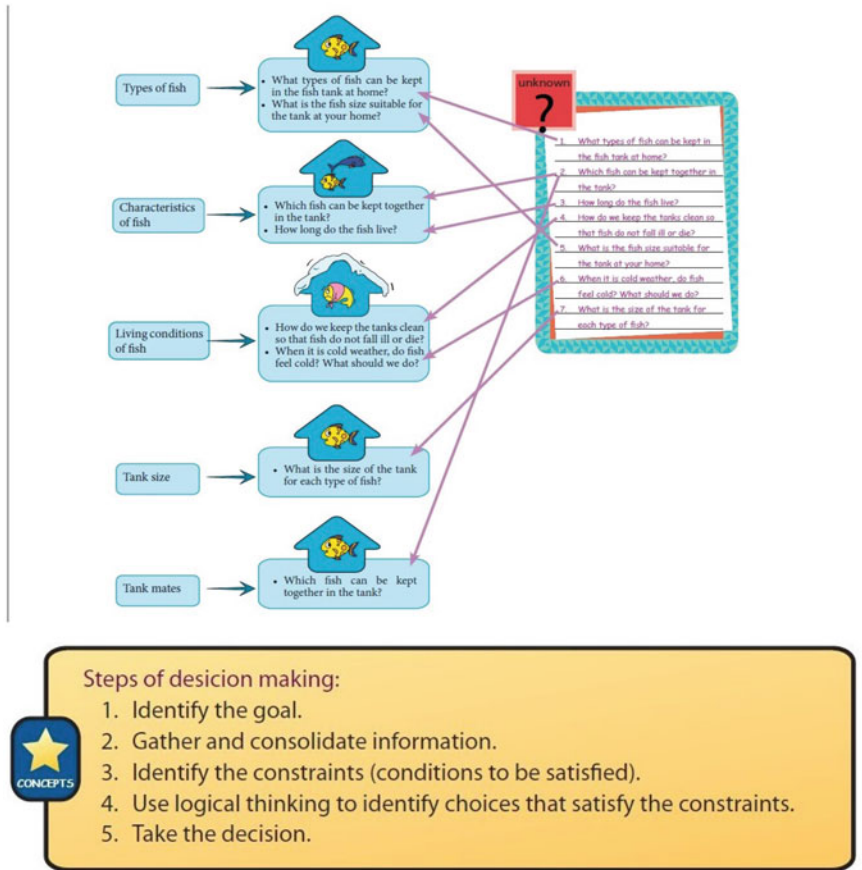 Types of fish
• What types of fish can be kept
in the fish tank at home?
• What is the fish size suitable for
the tank at your home?
Characteristics
of fish
• Which fish can be kept together
in the tank?
• How long do the fish live?
Living conditions
of fish
• How do we keep the tanks clean
so that fish do not fall ill or die?
• When it is cold weather, do fish
feel cold? What should we do?
Tank size
• What is the size of the tank
for each type of fish?
Tank mates
• Which fish can be kept
together in the tank?
unknown
?
1. What types of fish can be kept in
the fish tank at home?
2. Which fish can be kept together in
the tank?
3. How long do the fish live?
4. How do we keep the tanks clean so
that fish do not fall ill or die?
5. What is the fish size suitable for
the tank at your home?
6. When it is cold weather, do fish
feel cold? What should we do?
7. What is the size of the tank for
each type of fish?
CONCEPTS
Steps of desicion making:
1. Identify the goal.
2. Gather and consolidate information.
3. Identify the constraints (conditions to be satisfied).
4. Use logical thinking to identify choices that satisfy the constraints.
5. Take the decision.